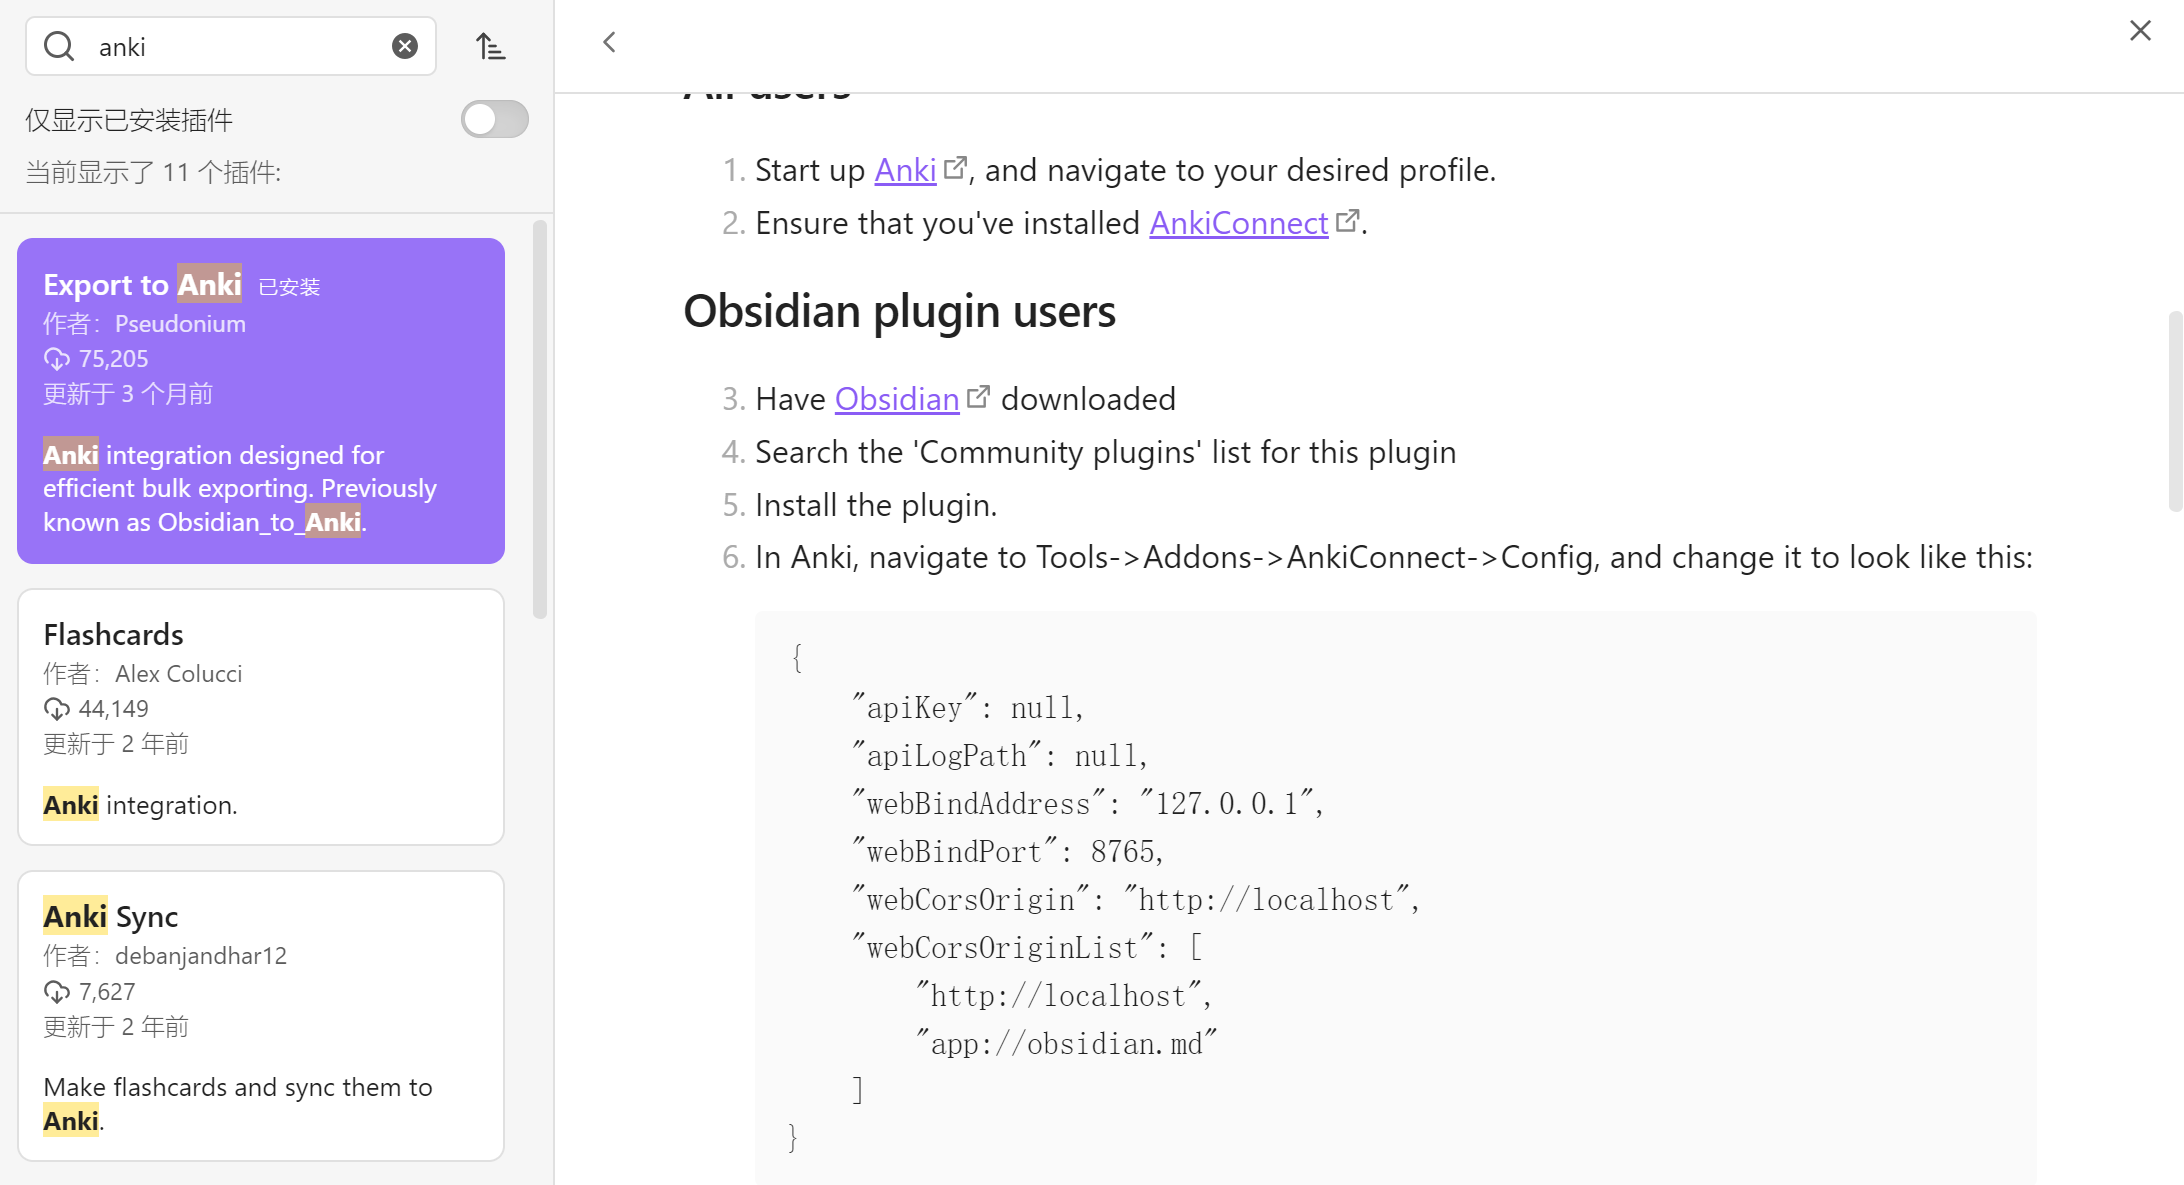 anki
仅显示已安装插件
当前显示了 11 个插件:
Export to Anki 已安装
作者：Pseudonium
75,205
更新于 3 个月前
Anki integration designed for
efficient bulk exporting. Previously
known as Obsidian_to_Anki.
Flashcards
作者：Alex Colucci
44,149
更新于 2 年前
Anki integration.
Anki Sync
作者：debanjandhar12
7,627
更新于 2 年前
Make flashcards and sync them to
Anki.
All users
1. Start up Anki, and navigate to your desired profile.
2. Ensure that you've installed AnkiConnect.
Obsidian plugin users
3. Have Obsidian downloaded
4. Search the 'Community plugins' list for this plugin
5. Install the plugin.
6. In Anki, navigate to Tools->Addons->AnkiConnect->Config, and change it to look like this:
{
"apiKey": null,
"apiLogPath": null,
"webBindAddress": "127.0.0.1",
"webBindPort": 8765,
"webCorsOrigin": "http://localhost",
"webCorsOriginList": [
"http://localhost",
"app://obsidian.md"
]
}